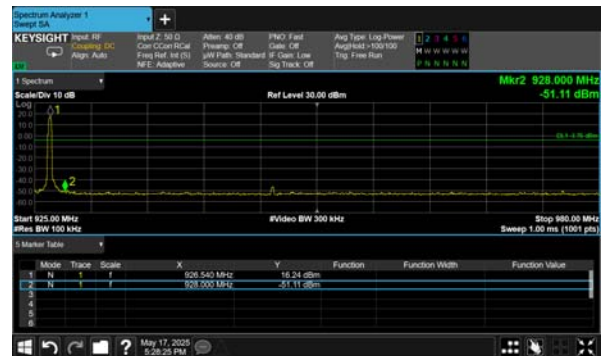 Spectrum Analyzer 1
Swept SA
+
KEYSIGHT
Input: RF
Coupling: DC
Align: Auto
Input Z: 50 Ω
Corr CCorr RCal
Freq Ref: Int (S)
NFE: Adaptive
Atten: 40 dB
Preamp: Off
µW Path: Standard
Source: Off
PNO: Fast
Gate: Off
IF Gain: Low
Sig Track: Off
Avg Type: Log-Power
Avg|Hold:>100/100
Trig: Free Run
1 2 3 4 5 6
M W W W W W
P N N N N N
1 Spectrum
Mkr2 928.000 MHz
-51.11 dBm
Scale/Div 10 dB
Ref Level 30.00 dBm
Log
20.0
10.0
0.00
-10.0
-20.0
-30.0
-40.0
-50.0
-60.0
1
2
DL1 -3.76 dBm
Start 925.00 MHz
#Video BW 300 kHz
Stop 980.00 MHz
#Res BW 100 kHz
Sweep 1.00 ms (1001 pts)
5 Marker Table
Mode Trace Scale X Y Function Function Width Function Value
1 N 1 f 926.540 MHz 16.24 dBm
2 N 1 f 928.000 MHz -51.11 dBm
3
4
5
6
?
May 17, 2025
5:28:25 PM